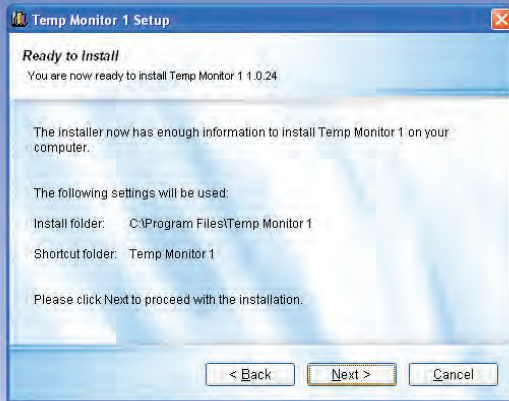 Temp Monitor 1 Setup
Ready to Install
You are now ready to install Temp Monitor 1 1.0.24
The installer now has enough information to install Temp Monitor 1 on your
computer.
The following settings will be used:
Install folder: C:\Program Files\Temp Monitor 1
Shortcut folder: Temp Monitor 1
Please click Next to proceed with the installation.
< Back Next > Cancel